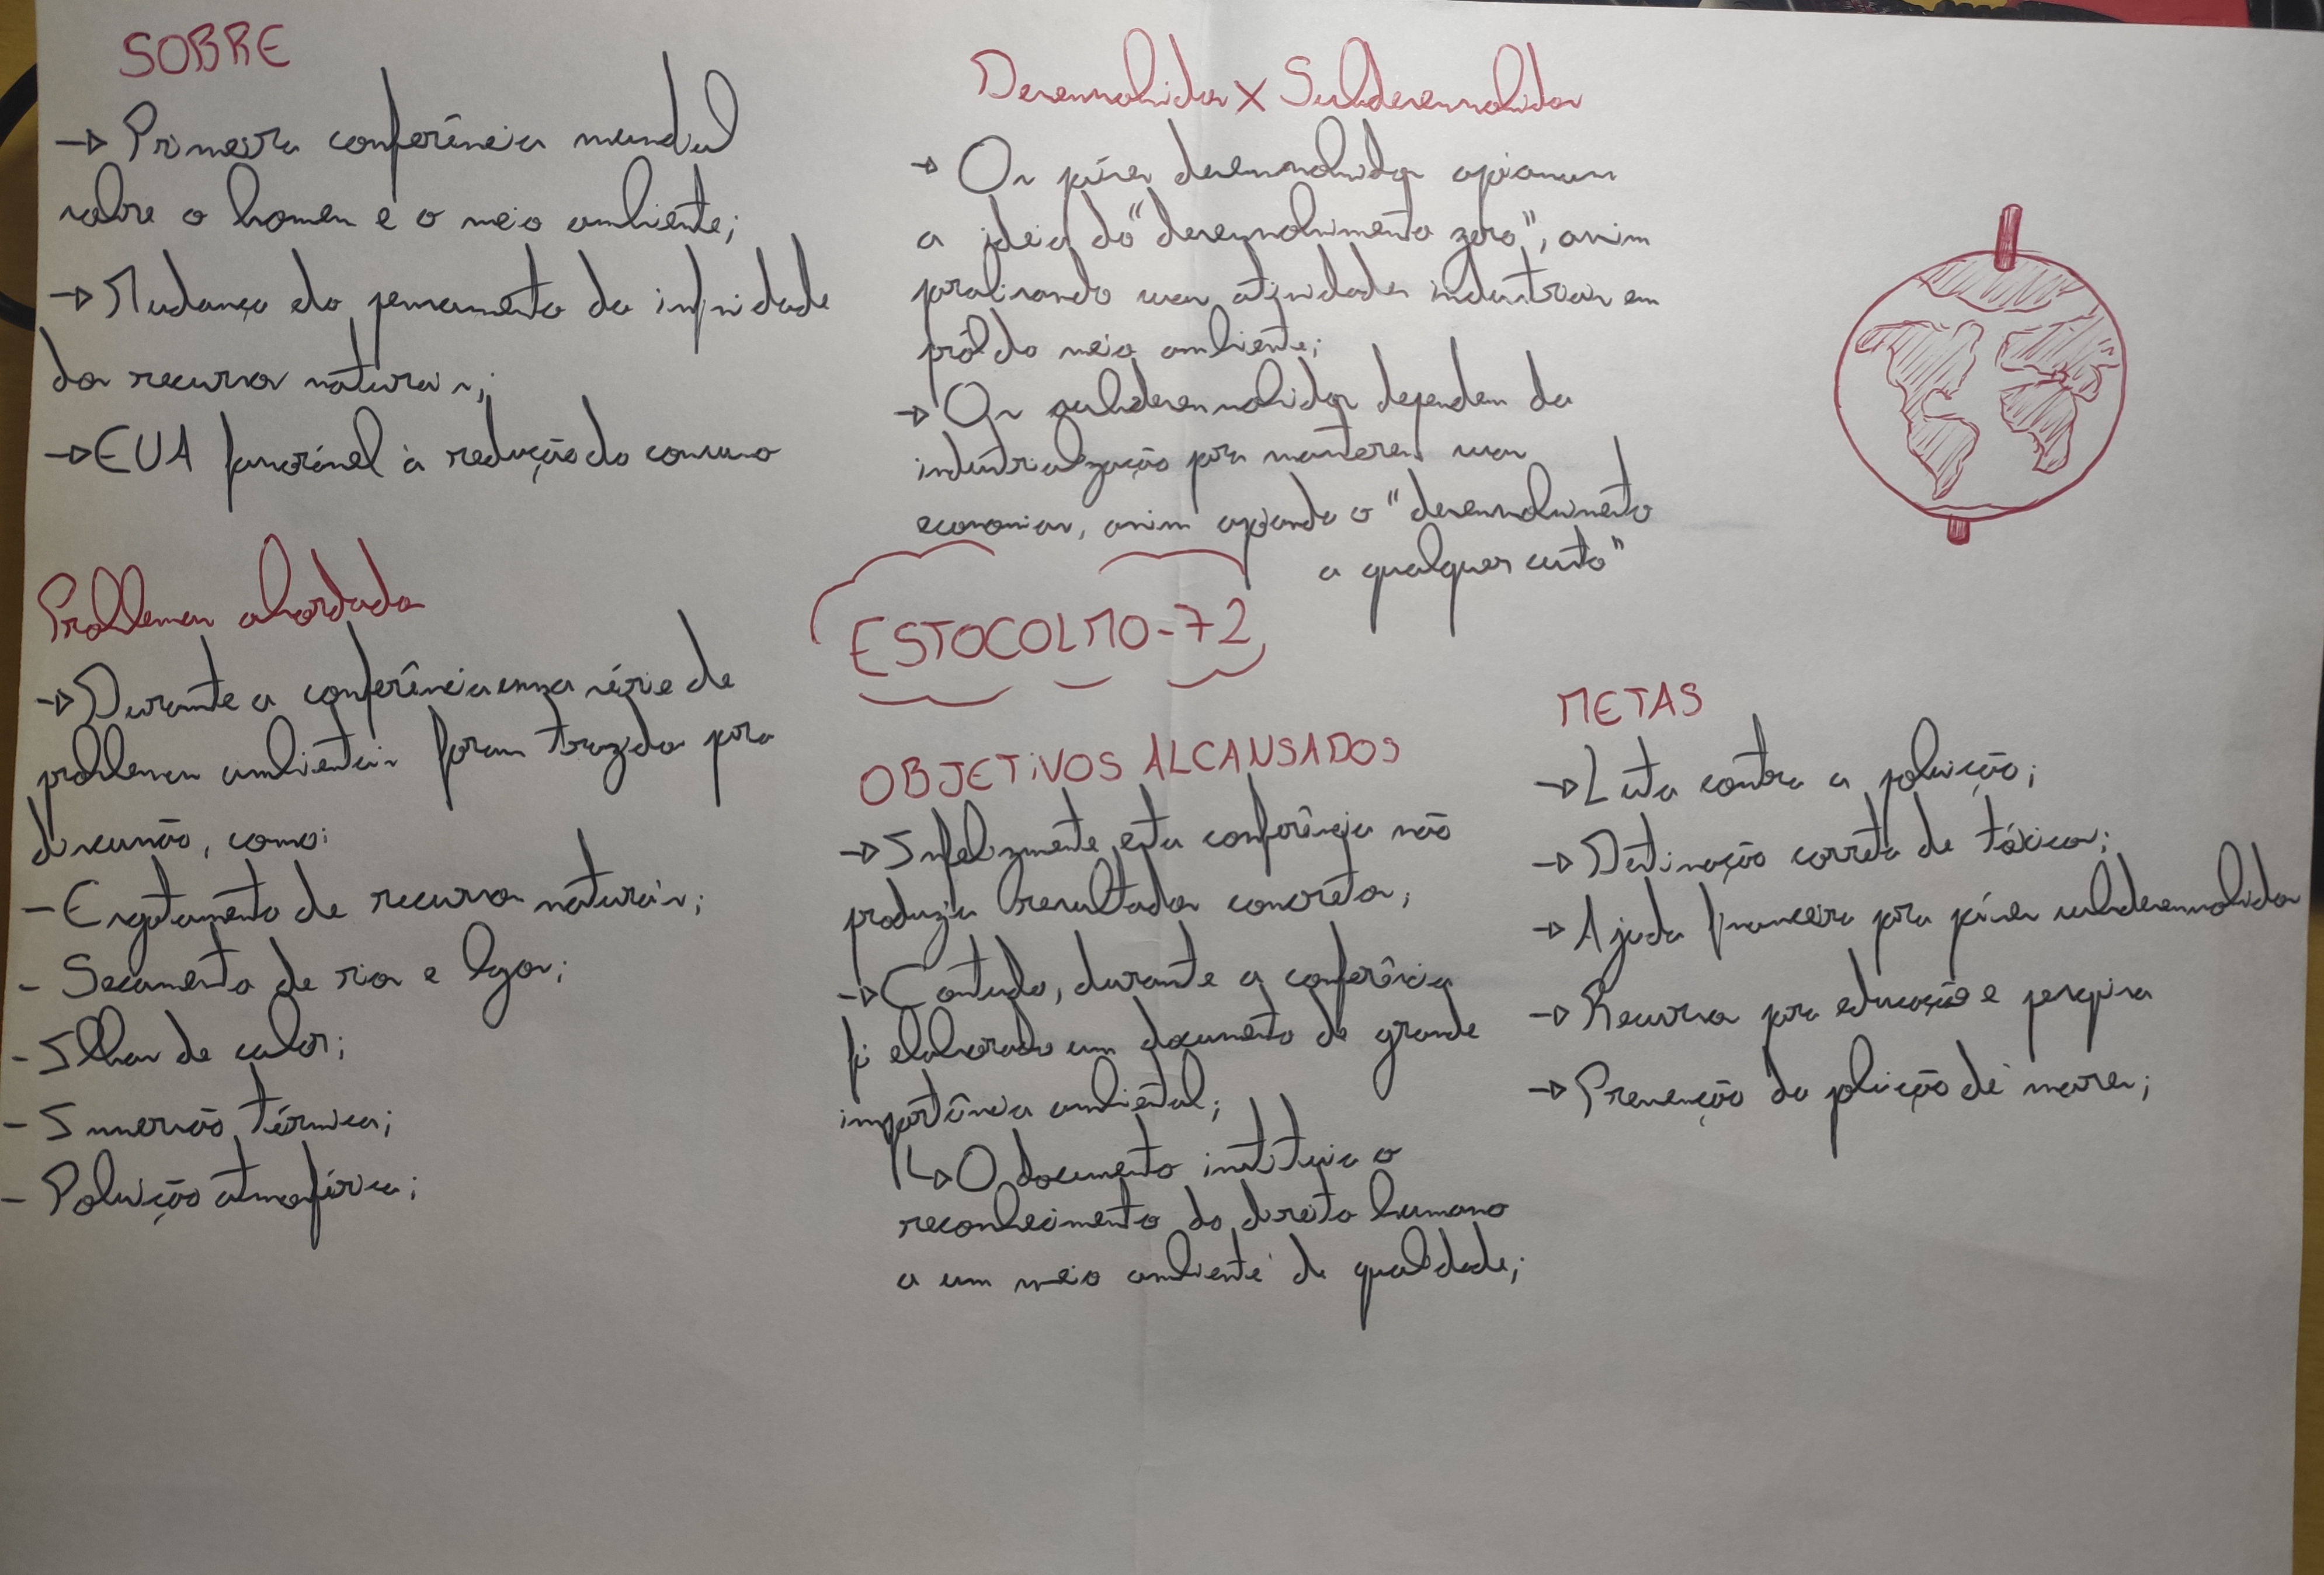 SOBRE
→ Primeira conferência mundial
sobre o homem e o meio ambiente;
→ Mudança do pensamento da infinidade
dos recursos naturais;
→ EUA favorável à redução do consumo
Problemas abordados
→ Durante a conferência uma série de
problemas ambientais foram trazidos para
discussão, como:
- Esgotamento de recursos naturais;
- Secamento de rios e lagos;
- Ilhas de calor;
- Inversão térmica;
- Poluição atmosférica;
Desenvolvidos X Subdesenvolvidos
→ Os países desenvolvidos apoiavam
a ideia do "desenvolvimento zero", assim
paralisando suas atividades industriais em
pról do meio ambiente;
→ Os subdesenvolvidos dependem da
industrialização para manterem suas
economias, assim apoiando o "desenvolvimento
a qualquer custo"
ESTOCOLMO-72
OBJETIVOS ALCANSADOS
→ Infelizmente esta conferência não
produziu resultados concretos;
→ Contudo, durante a conferência
foi elaborado um documento de grande
importância ambiental;
↳ O documento instituia o
reconhecimento do direito humano
a um meio ambiente de qualidade;
METAS
→ Luta contra a poluição;
→ Destinação correta de tóxicos;
→ Ajuda financeira para países subdesenvolvidos
→ Recursos para educação e pesquisa
→ Prevenção da poluição de mares;